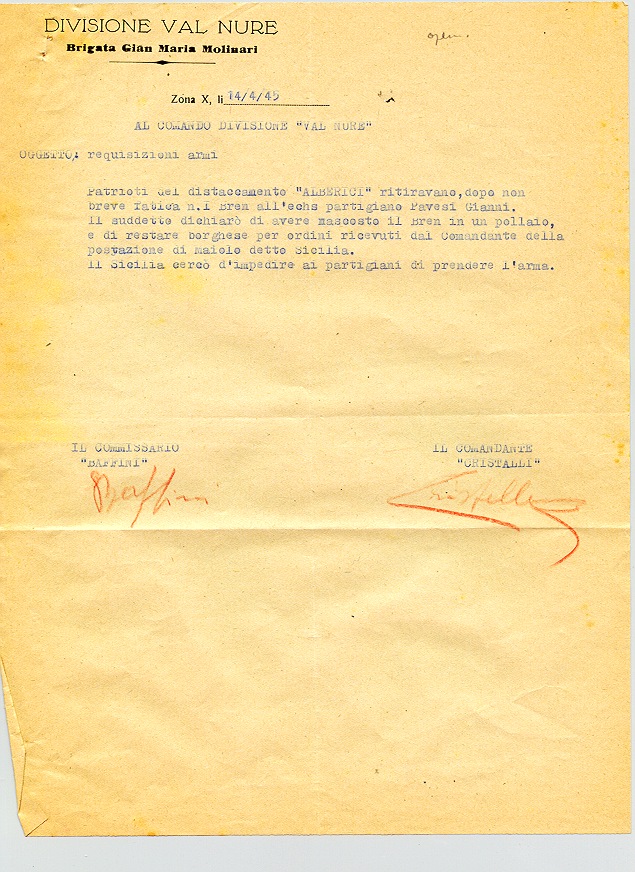 DIVISIONE VAL NURE
Brigata Gian Maria Molinari
Zona X, li 14/4/45
AL COMANDO DIVISIONE "VAL NURE"
OGGETTO: requisizioni armi
Patrioti del distaccamento "ALBERICI" ritiravano,dopo non
breve fatica n.I Bren all'echs partigiano Pavesi Gianni.
Il suddetto dichiarò di avere nascosto il Bren in un pollaio,
e di restare borghese per ordini ricevuti dal Comandante della
postazione di Maiolo detto Sicilia.
Il Sicilia cercò d'impedire ai partigiani di prendere l'arma.
IL COMMISSARIO IL COMANDANTE
"BAFFINI" "CRISTALLI"
Baffini Cristalli